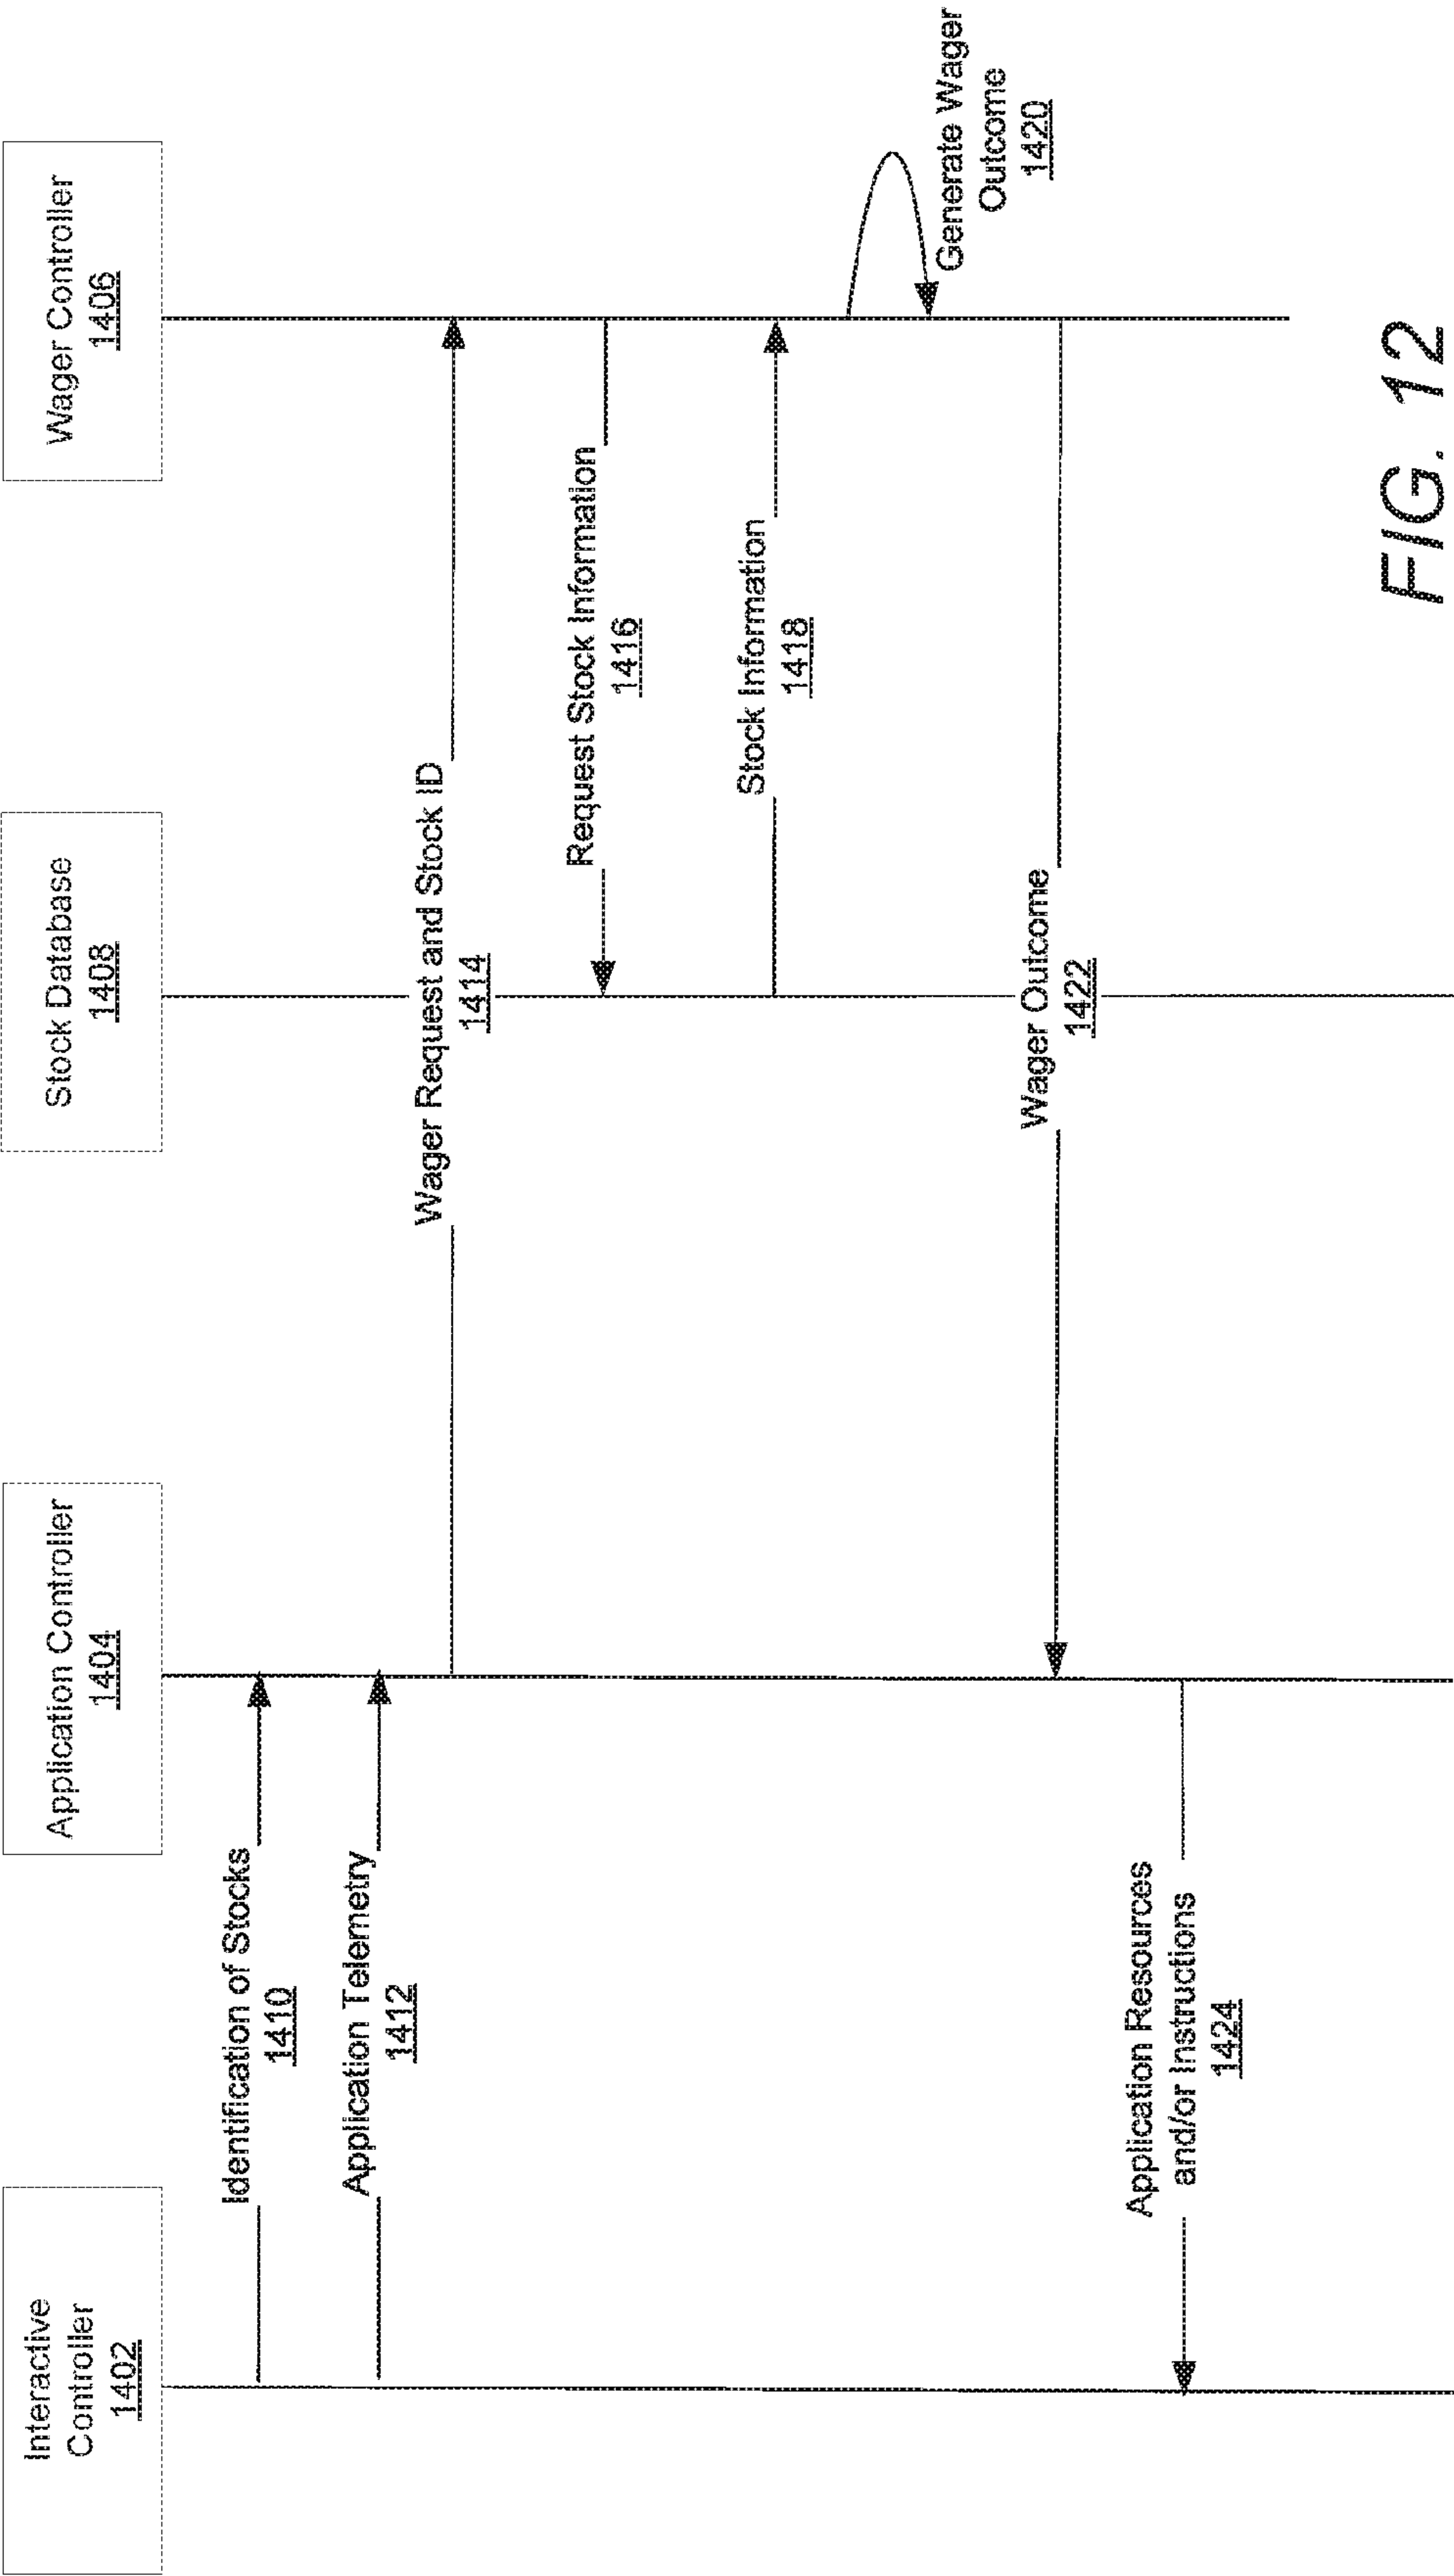 Interactive
Controller
1402
Application Controller
1404
Stock Database
1408
Wager Controller
1406
Identification of Stocks
1410
Application Telemetry
1412
Wager Request and Stock ID
1414
Request Stock Information
1416
Stock Information
1418
Generate Wager
Outcome
1420
Wager Outcome
1422
Application Resources
and/or Instructions
1424
FIG. 12